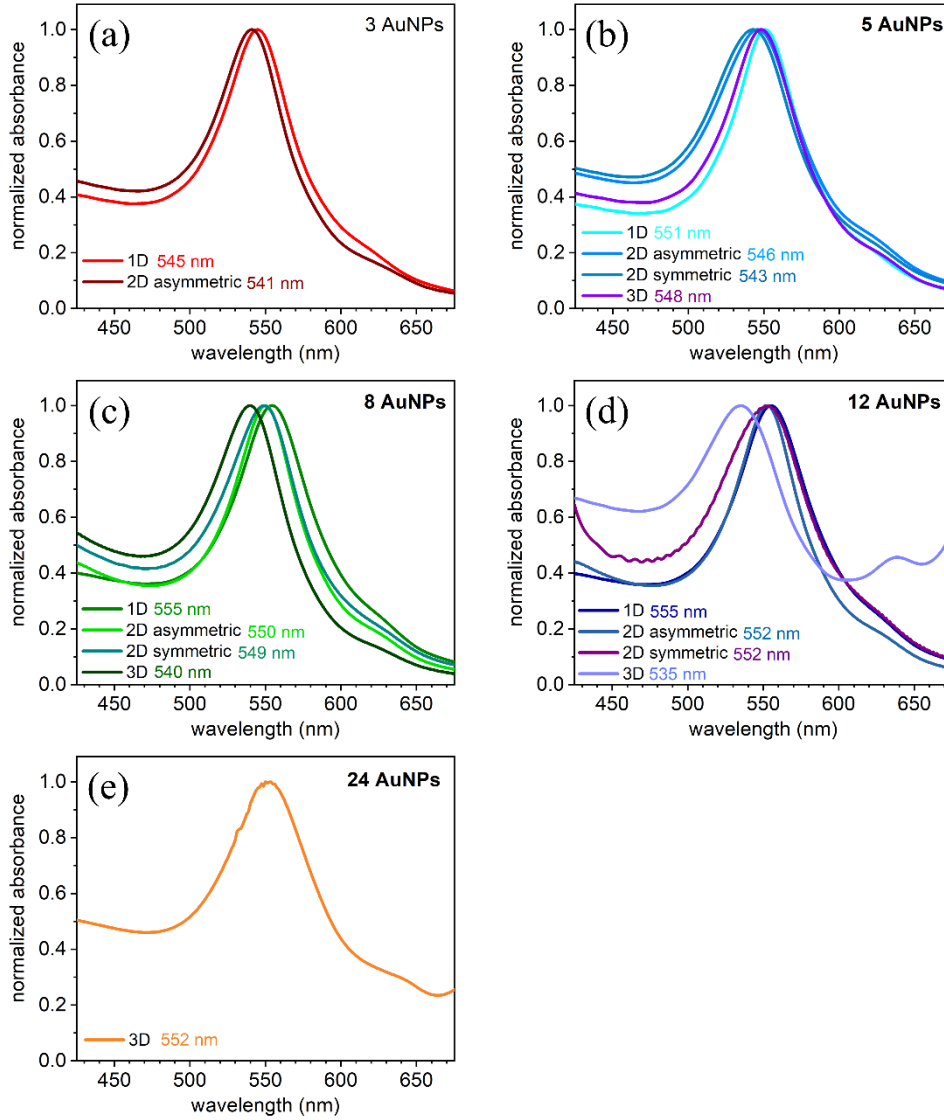 (a)
3 AuNPs
normalized absorbance
1.0
0.8
0.6
0.4
0.2
0.0
1D 545 nm
2D asymmetric 541 nm
450 500 550 600 650
wavelength (nm)
(b)
5 AuNPs
normalized absorbance
1.0
0.8
0.6
0.4
0.2
0.0
1D 551 nm
2D asymmetric 546 nm
2D symmetric 543 nm
3D 548 nm
450 500 550 600 650
wavelength (nm)
(c)
8 AuNPs
normalized absorbance
1.0
0.8
0.6
0.4
0.2
0.0
1D 555 nm
2D asymmetric 550 nm
2D symmetric 549 nm
3D 540 nm
450 500 550 600 650
wavelength (nm)
(d)
12 AuNPs
normalized absorbance
1.0
0.8
0.6
0.4
0.2
0.0
1D 555 nm
2D asymmetric 552 nm
2D symmetric 552 nm
3D 535 nm
450 500 550 600 650
wavelength (nm)
(e)
24 AuNPs
normalized absorbance
1.0
0.8
0.6
0.4
0.2
0.0
3D 552 nm
450 500 550 600 650
wavelength (nm)